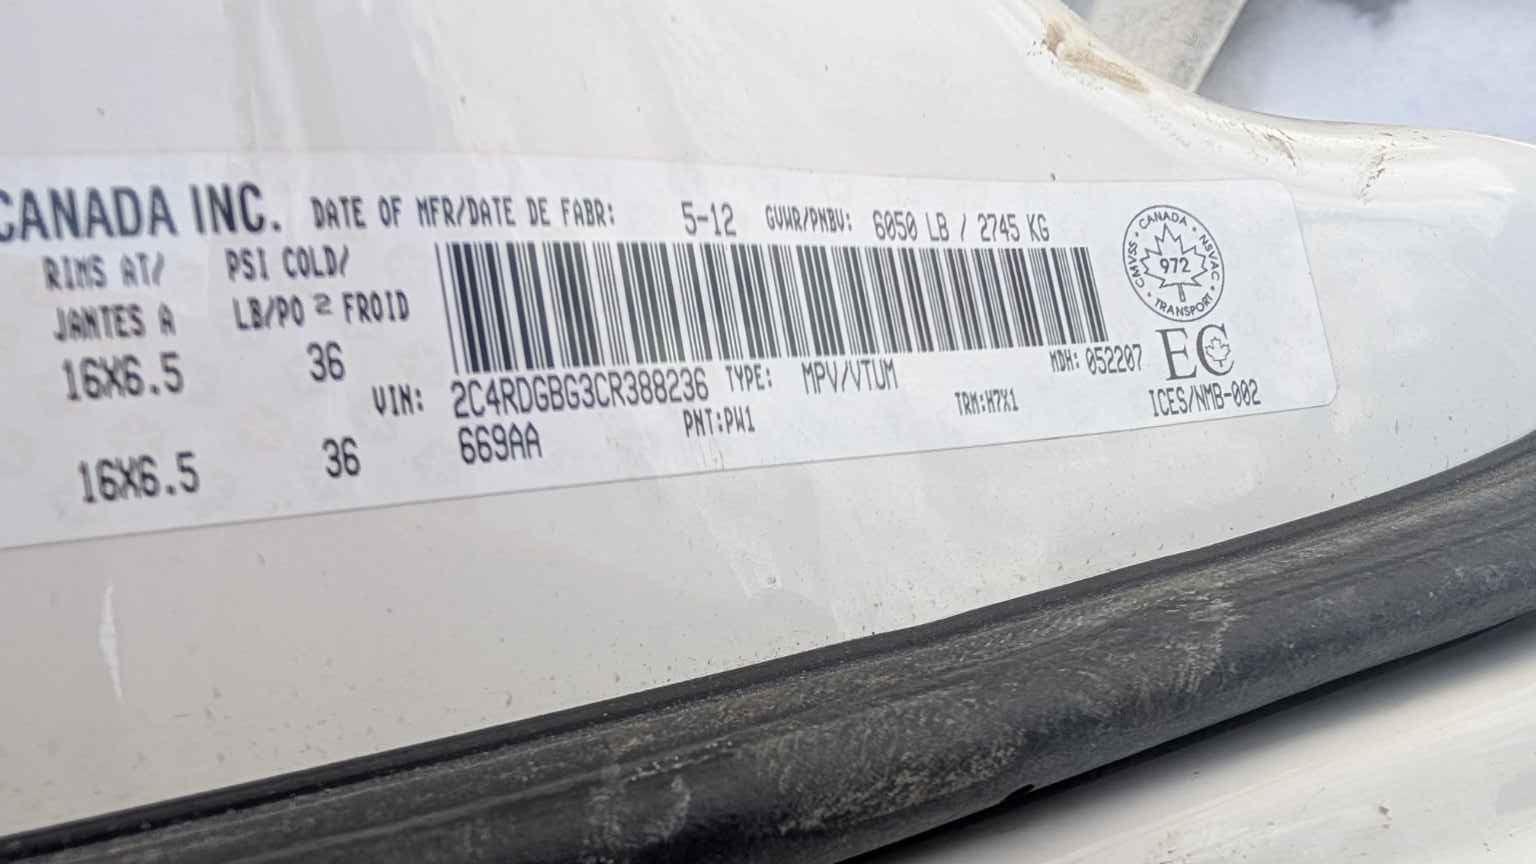 CANADA INC. DATE OF MFR/DATE DE FABR: 5-12 GVWR/PNBV: 6050 LB / 2745 KG
RIMS AT/ PSI COLD/
JANTES A LB/PO ² FROID
16X6.5 36
VIN: 2C4RDGBG3CR388236 TYPE: MPV/VTUM MDH: 052207
669AA PNT:PW1 TRM:H7X1
16X6.5 36
CANADA
CMVSS NSVAC
972
TRANSPORT
EC
ICES/NMB-002